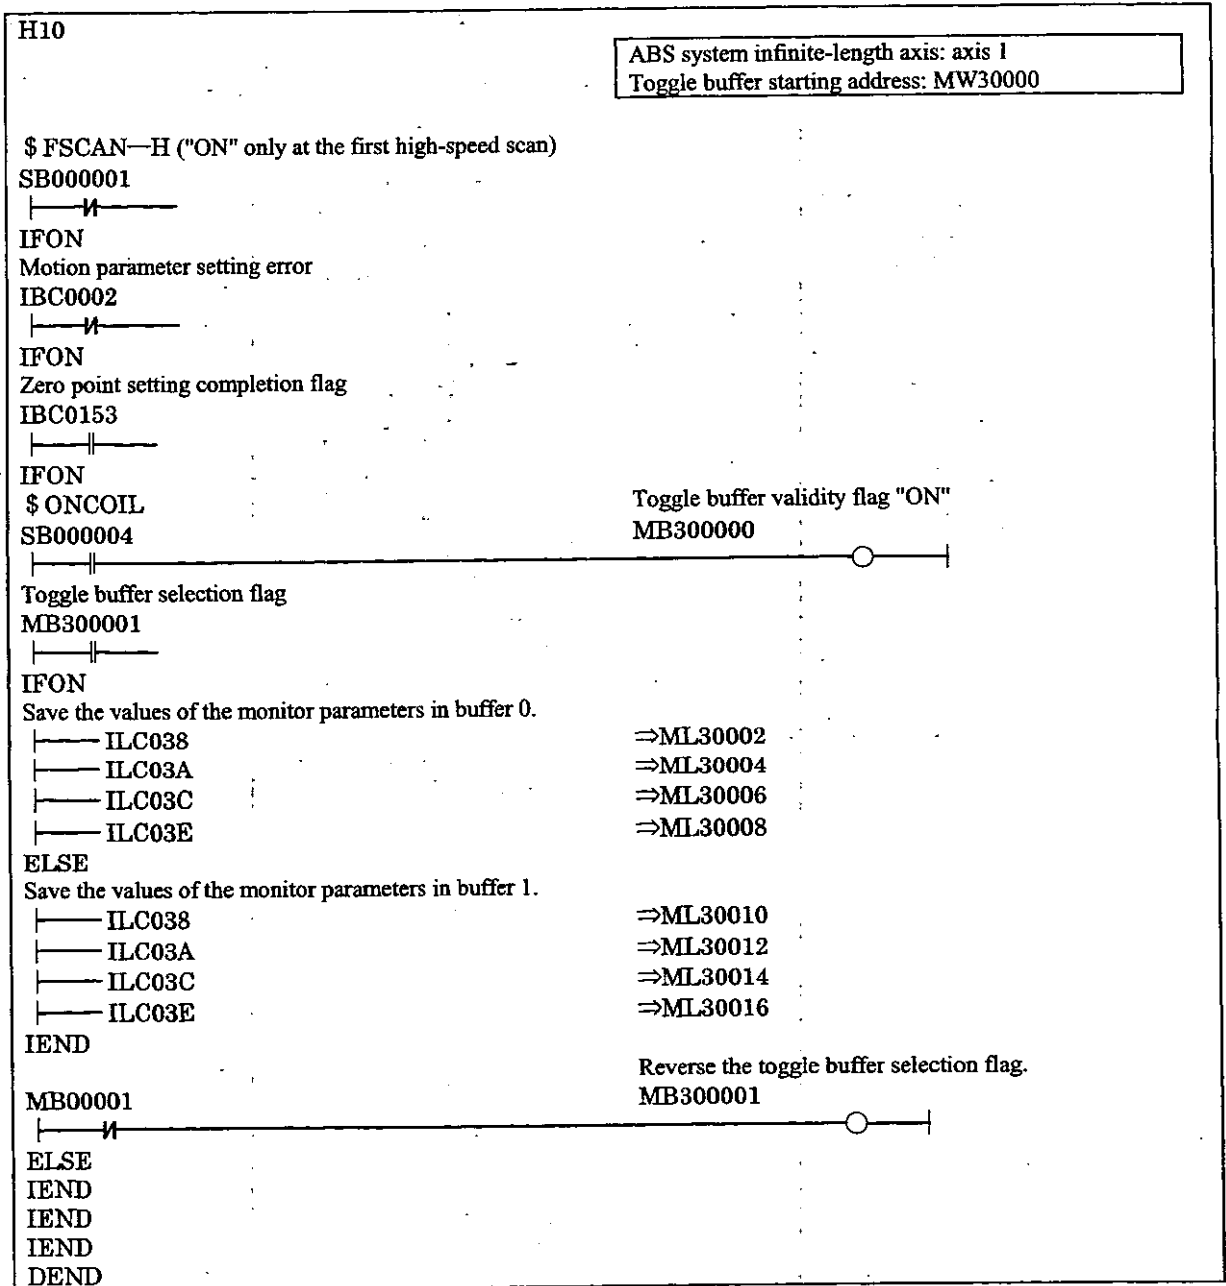 H10
ABS system infinite-length axis: axis 1
Toggle buffer starting address: MW30000
$ FSCAN—H ("ON" only at the first high-speed scan)
SB000001
IFON
Motion parameter setting error
IBC0002
IFON
Zero point setting completion flag
IBC0153
IFON
$ ONCOIL
Toggle buffer validity flag "ON"
SB000004
MB300000
Toggle buffer selection flag
MB300001
IFON
Save the values of the monitor parameters in buffer 0.
ILC038 ⇒ML30002
ILC03A ⇒ML30004
ILC03C ⇒ML30006
ILC03E ⇒ML30008
ELSE
Save the values of the monitor parameters in buffer 1.
ILC038 ⇒ML30010
ILC03A ⇒ML30012
ILC03C ⇒ML30014
ILC03E ⇒ML30016
IEND
Reverse the toggle buffer selection flag.
MB00001
MB300001
ELSE
IEND
IEND
IEND
DEND